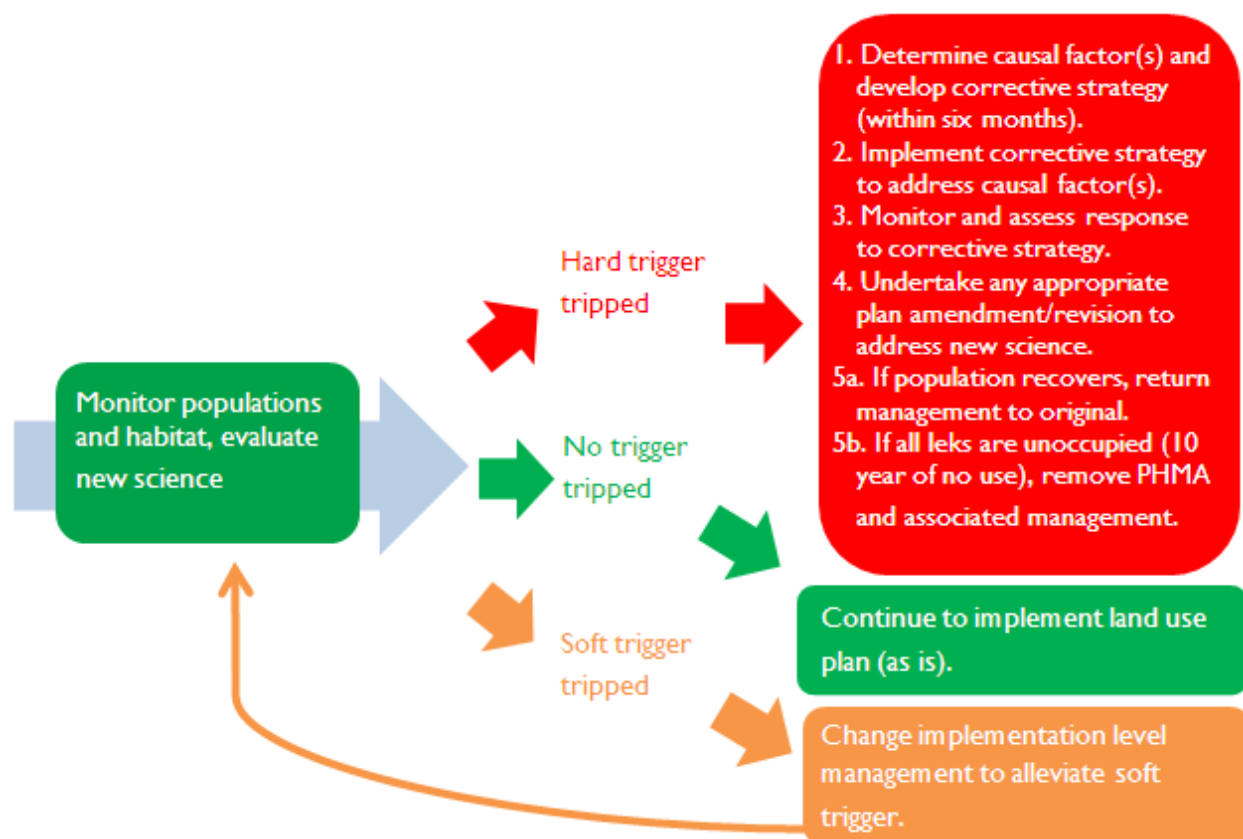 Monitor populations
and habitat, evaluate
new science
Hard trigger
tripped
No trigger
tripped
Soft trigger
tripped
1. Determine causal factor(s) and
develop corrective strategy
(within six months).
2. Implement corrective strategy
to address causal factor(s).
3. Monitor and assess response
to corrective strategy.
4. Undertake any appropriate
plan amendment/revision to
address new science.
5a. If population recovers, return
management to original.
5b. If all leks are unoccupied (10
year of no use), remove PHMA
and associated management.
Continue to implement land use
plan (as is).
Change implementation level
management to alleviate soft
trigger.